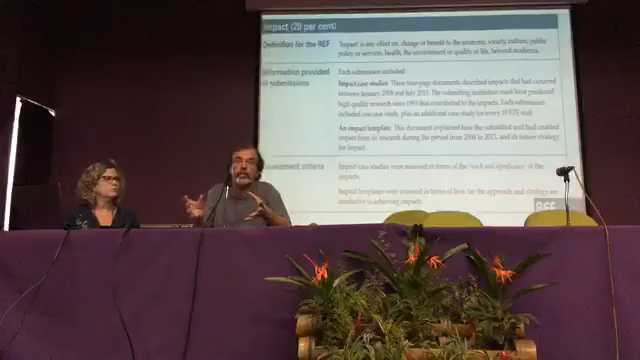 Impact (20 per cent)
Definition for the REF
'Impact' is any effect on, change or benefit to the economy, society, culture, public
policy or services, health, the environment or quality of life, beyond academia.
Information provided
in submissions
Each submission included:
Impact case studies: These four-page documents described impacts that had occurred
between January 2008 and July 2013. The submitting institution must have produced
high quality research since 1993 that contributed to the impacts. Each submission
included one case study, plus an additional case study for every 10 FTE staff.
An impact template. This document explained how the submitted unit had enabled
impact from its research during the period from 2008 to 2013, and its future strategy
for impact.
Assessment criteria
Impact case studies were assessed in terms of the 'reach and significance' of the
impacts.
Impact templates were assessed in terms of how far the approach and strategy are
conducive to achieving impacts.
REF